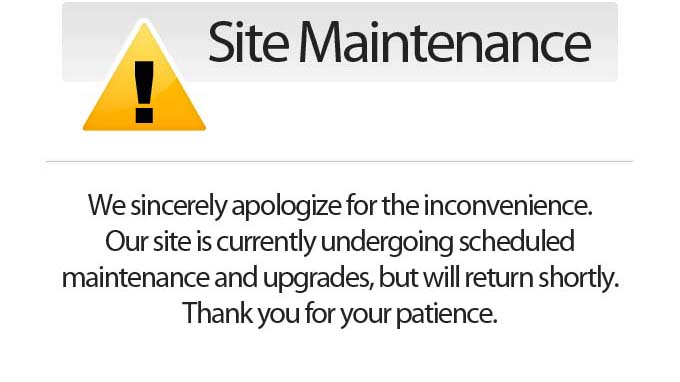 Site Maintenance
We sincerely apologize for the inconvenience.
Our site is currently undergoing scheduled
maintenance and upgrades, but will return shortly.
Thank you for your patience.